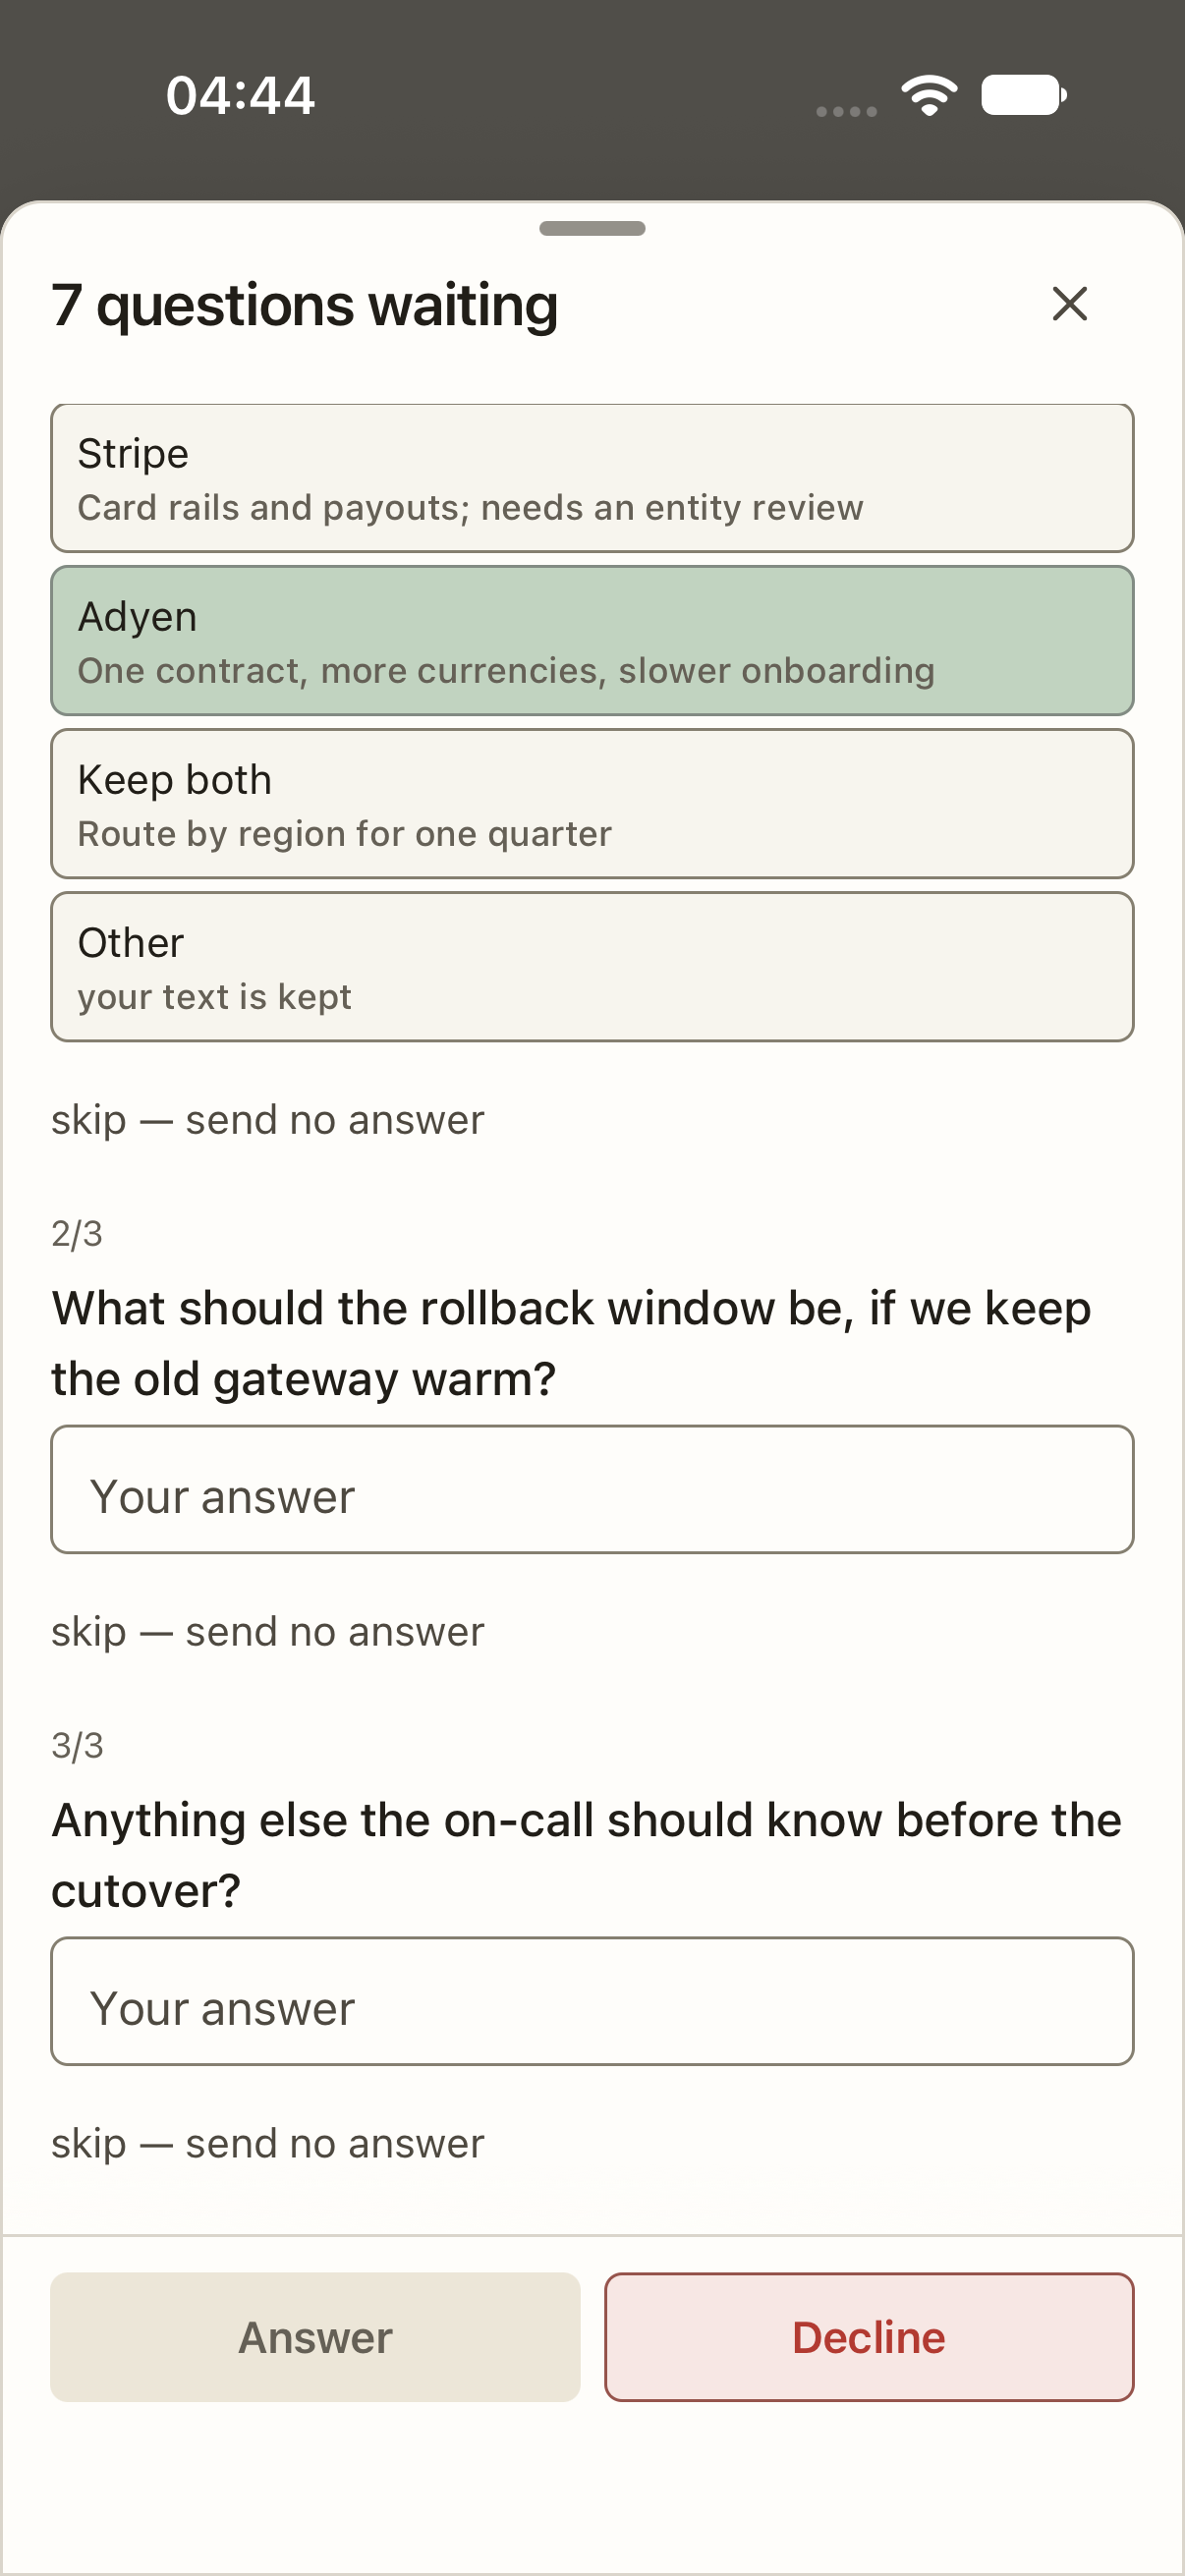 04:44
7 questions waiting
Stripe
Card rails and payouts; needs an entity review
Adyen
One contract, more currencies, slower onboarding
Keep both
Route by region for one quarter
Other
your text is kept
skip — send no answer
2/3
What should the rollback window be, if we keep
the old gateway warm?
Your answer
skip — send no answer
3/3
Anything else the on-call should know before the
cutover?
Your answer
skip — send no answer
Answer
Decline